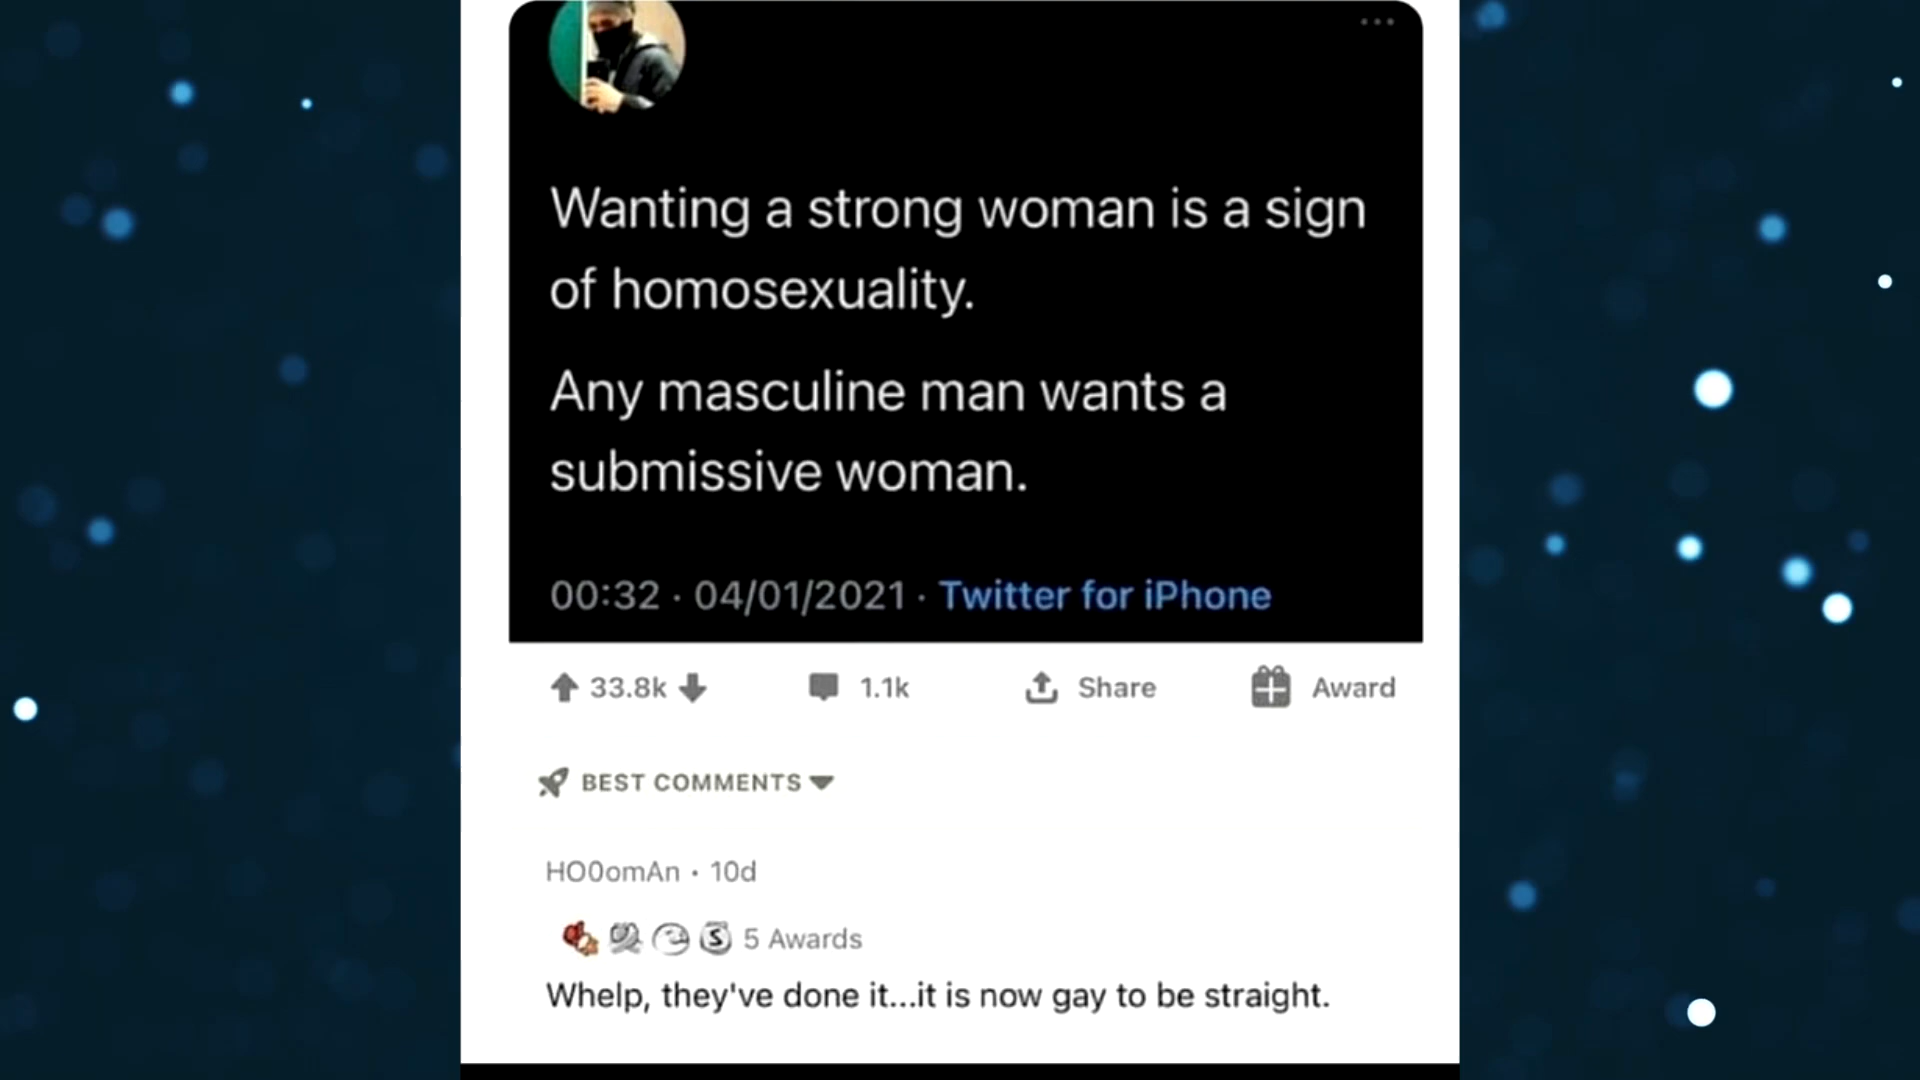 Wanting a strong woman is a sign
of homosexuality.
Any masculine man wants a
submissive woman.
00:32 · 04/01/2021 · Twitter for iPhone
33.8k 1.1k Share Award
BEST COMMENTS
HO0omAn • 10d
5 Awards
Whelp, they've done it...it is now gay to be straight.